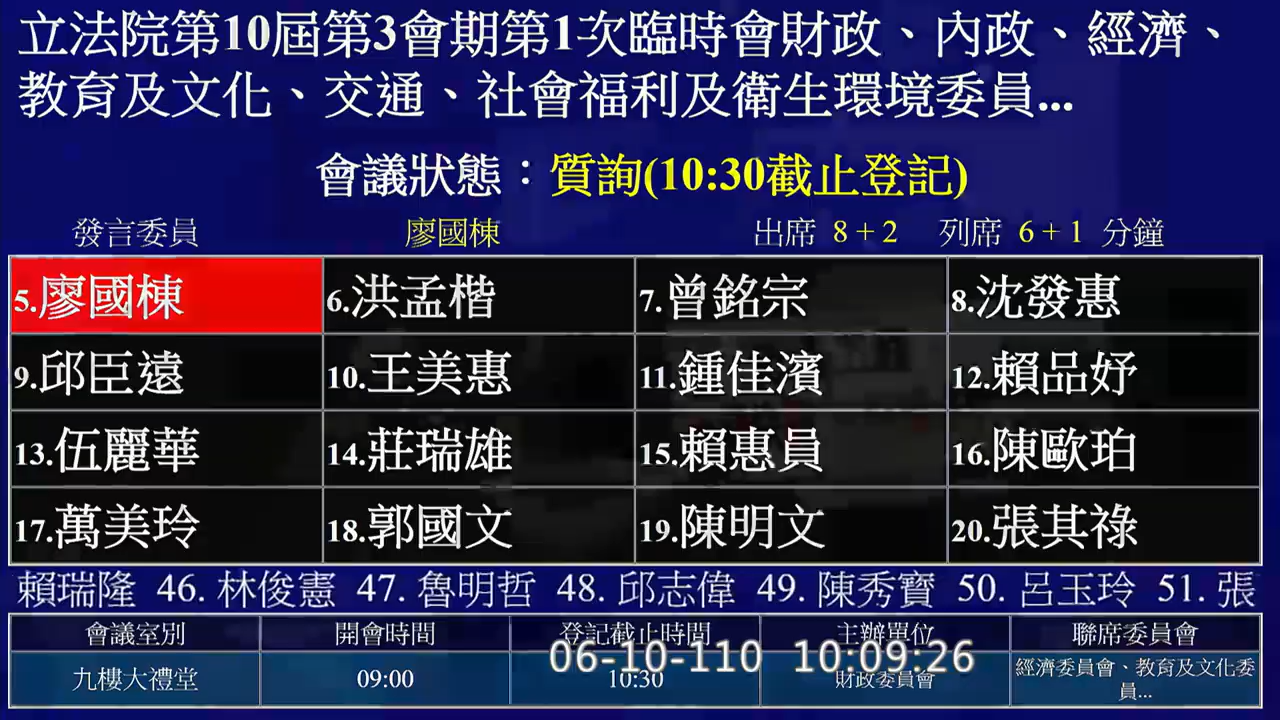 立法院第10屆第3會期第1次臨時會財政、內政、經濟、
教育及文化、交通、社會福利及衛生環境委員...
會議狀態：質詢(10:30截止登記)
發言委員 廖國棟 出席 8 + 2 列席 6 + 1 分鐘
5.廖國棟 6.洪孟楷 7.曾銘宗 8.沈發惠
9.邱臣遠 10.王美惠 11.鍾佳濱 12.賴品妤
13.伍麗華 14.莊瑞雄 15.賴惠員 16.陳歐珀
17.萬美玲 18.郭國文 19.陳明文 20.張其祿
賴瑞隆 46. 林俊憲 47. 魯明哲 48. 邱志偉 49. 陳秀寳 50. 呂玉玲 51. 張
會議室別 開會時間 登記截止時間 主辦單位 聯席委員會
06-10-110 10:09:26
九樓大禮堂 09:00 10:30 財政委員會 經濟委員會、教育及文化委
員...